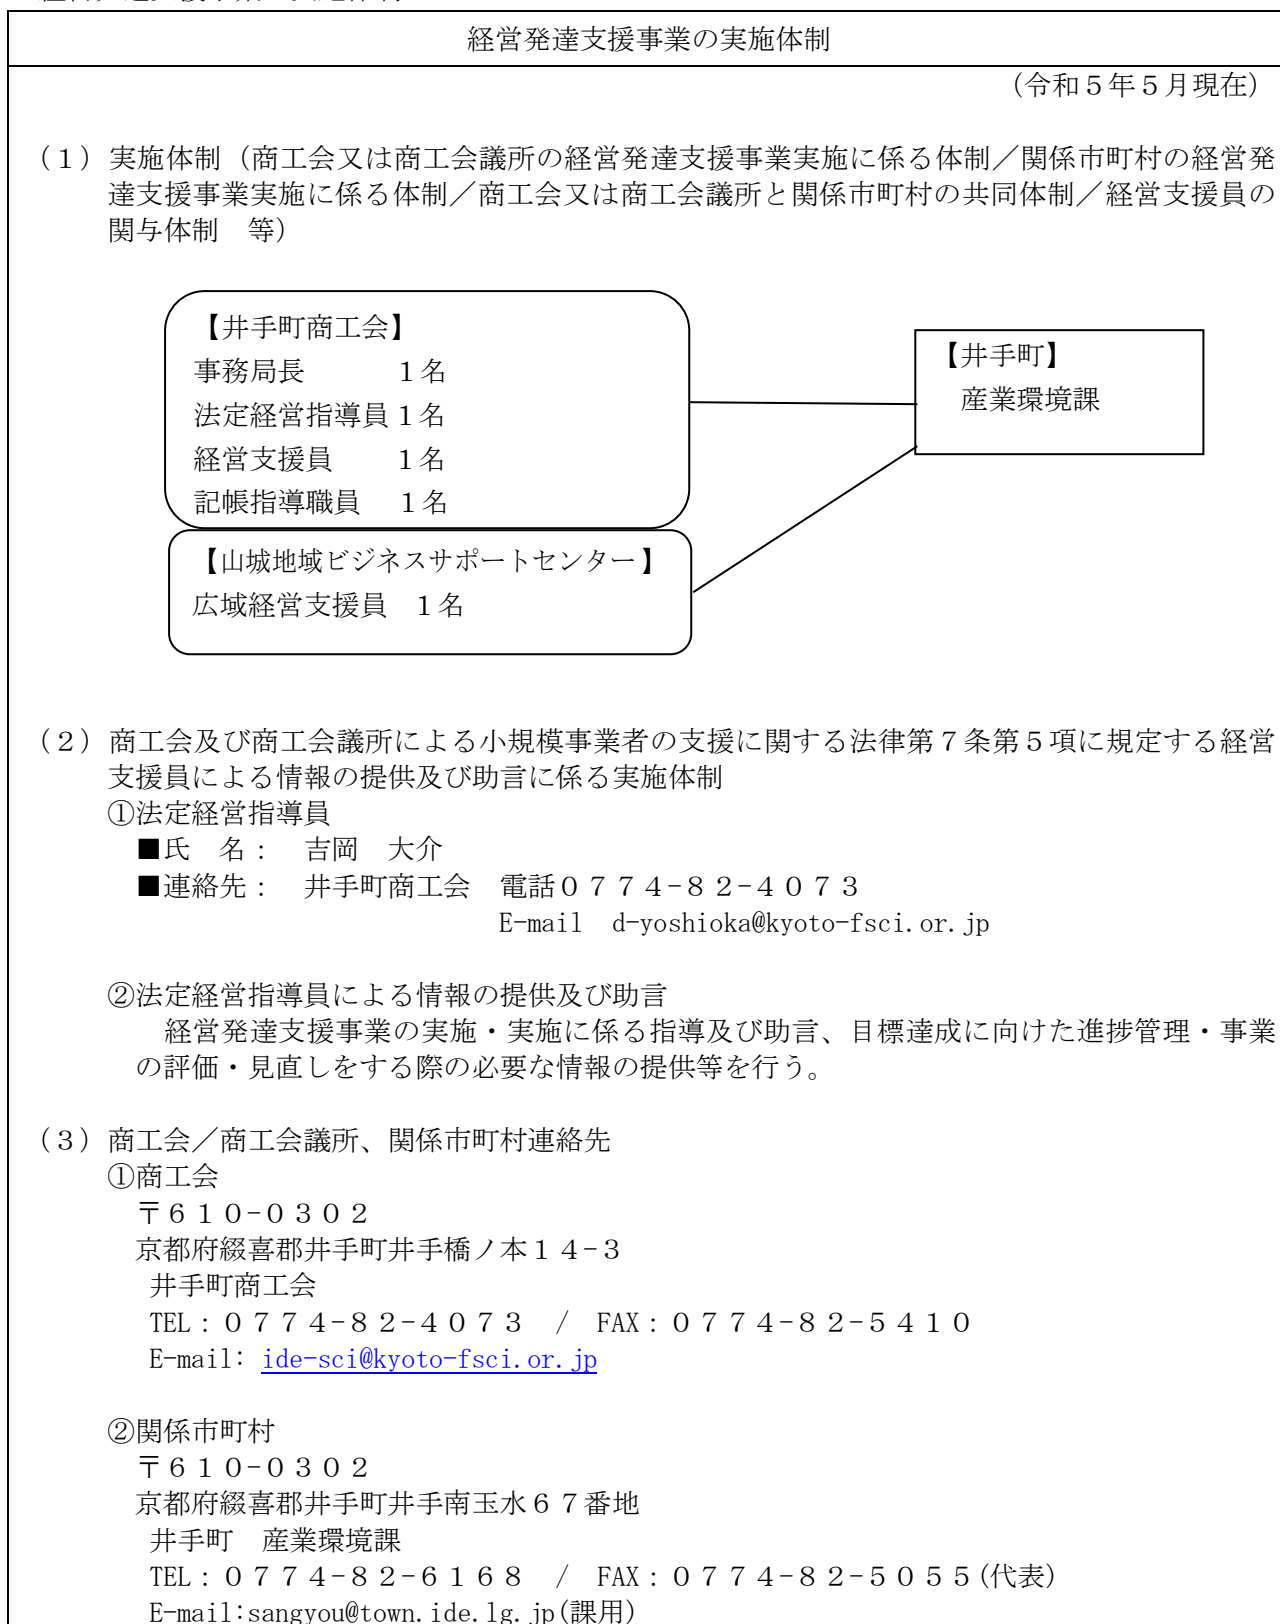 経営発達支援事業の実施体制
(令和５年５月現在)
(１) 実施体制（商工会又は商工会議所の経営発達支援事業実施に係る体制／関係市町村の経営発
達支援事業実施に係る体制／商工会又は商工会議所と関係市町村の共同体制／経営支援員の
関与体制　等）
【井手町商工会】
事務局長　　　１名
法定経営指導員１名
経営支援員　　１名
記帳指導職員　１名
【井手町】
産業環境課
【山城地域ビジネスサポートセンター】
広域経営支援員　１名
(２) 商工会及び商工会議所による小規模事業者の支援に関する法律第７条第５項に規定する経営
支援員による情報の提供及び助言に係る実施体制
①法定経営指導員
■氏　名：　吉岡　大介
■連絡先：　井手町商工会　電話０７７４-８２-４０７３
E-mail　d-yoshioka@kyoto-fsci.or.jp
②法定経営指導員による情報の提供及び助言
経営発達支援事業の実施・実施に係る指導及び助言、目標達成に向けた進捗管理・事業
の評価・見直しをする際の必要な情報の提供等を行う。
(３) 商工会／商工会議所、関係市町村連絡先
①商工会
〒６１０-０３０２
京都府綴喜郡井手町井手橋ノ本１４-３
井手町商工会
TEL：０７７４-８２-４０７３　/　FAX：０７７４-８２-５４１０
E-mail: ide-sci@kyoto-fsci.or.jp
②関係市町村
〒６１０-０３０２
京都府綴喜郡井手町井手南玉水６７番地
井手町　産業環境課
TEL：０７７４-８２-６１６８　/　FAX：０７７４-８２-５０５５(代表)
E-mail:sangyou@town.ide.lg.jp(課用)